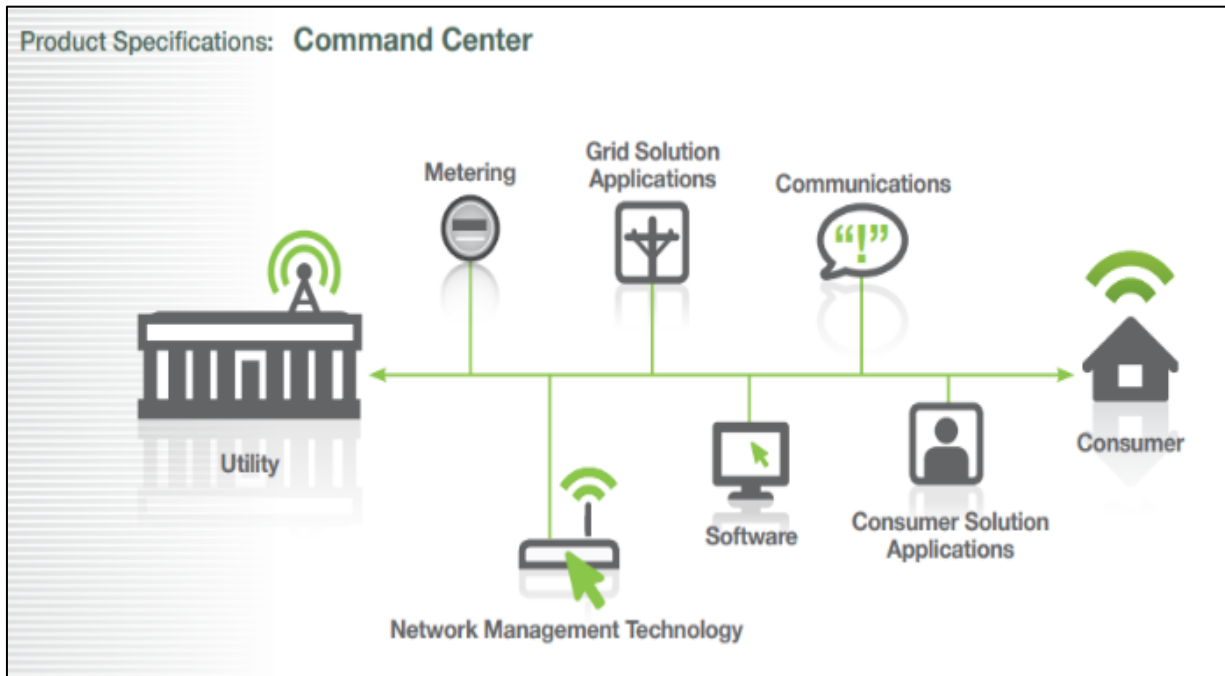 Product Specifications: Command Center
Metering
Grid Solution
Applications
Communications
“!”
Utility
Consumer
Software
Consumer Solution
Applications
Network Management Technology